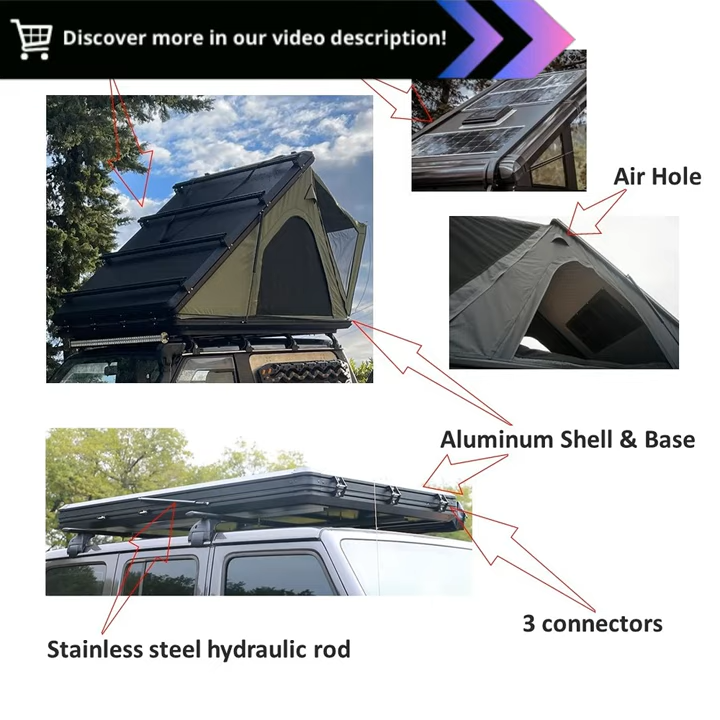 Discover more in our video description!
Air Hole
Aluminum Shell & Base
3 connectors
Stainless steel hydraulic rod